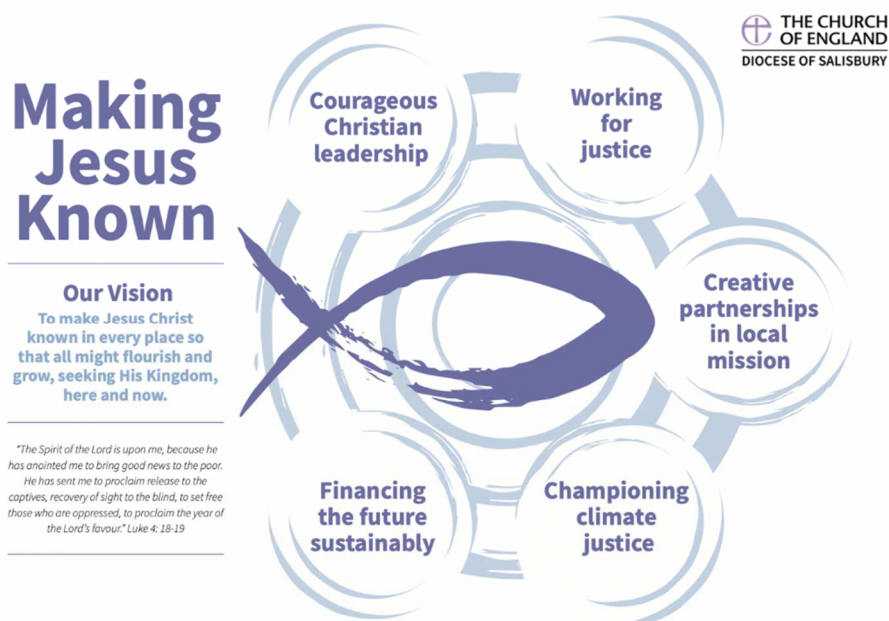 THE CHURCH
OF ENGLAND
DIOCESE OF SALISBURY
Making
Jesus
Known
Our Vision
To make Jesus Christ
known in every place so
that all might flourish and
grow, seeking His Kingdom,
here and now.
"The Spirit of the Lord is upon me, because he
has anointed me to bring good news to the poor.
He has sent me to proclaim release to the
captives, recovery of sight to the blind, to set free
those who are oppressed, to proclaim the year of
the Lord's favour." Luke 4: 18-19
Courageous
Christian
leadership
Working
for
justice
Creative
partnerships
in local
mission
Championing
climate
justice
Financing
the future
sustainably